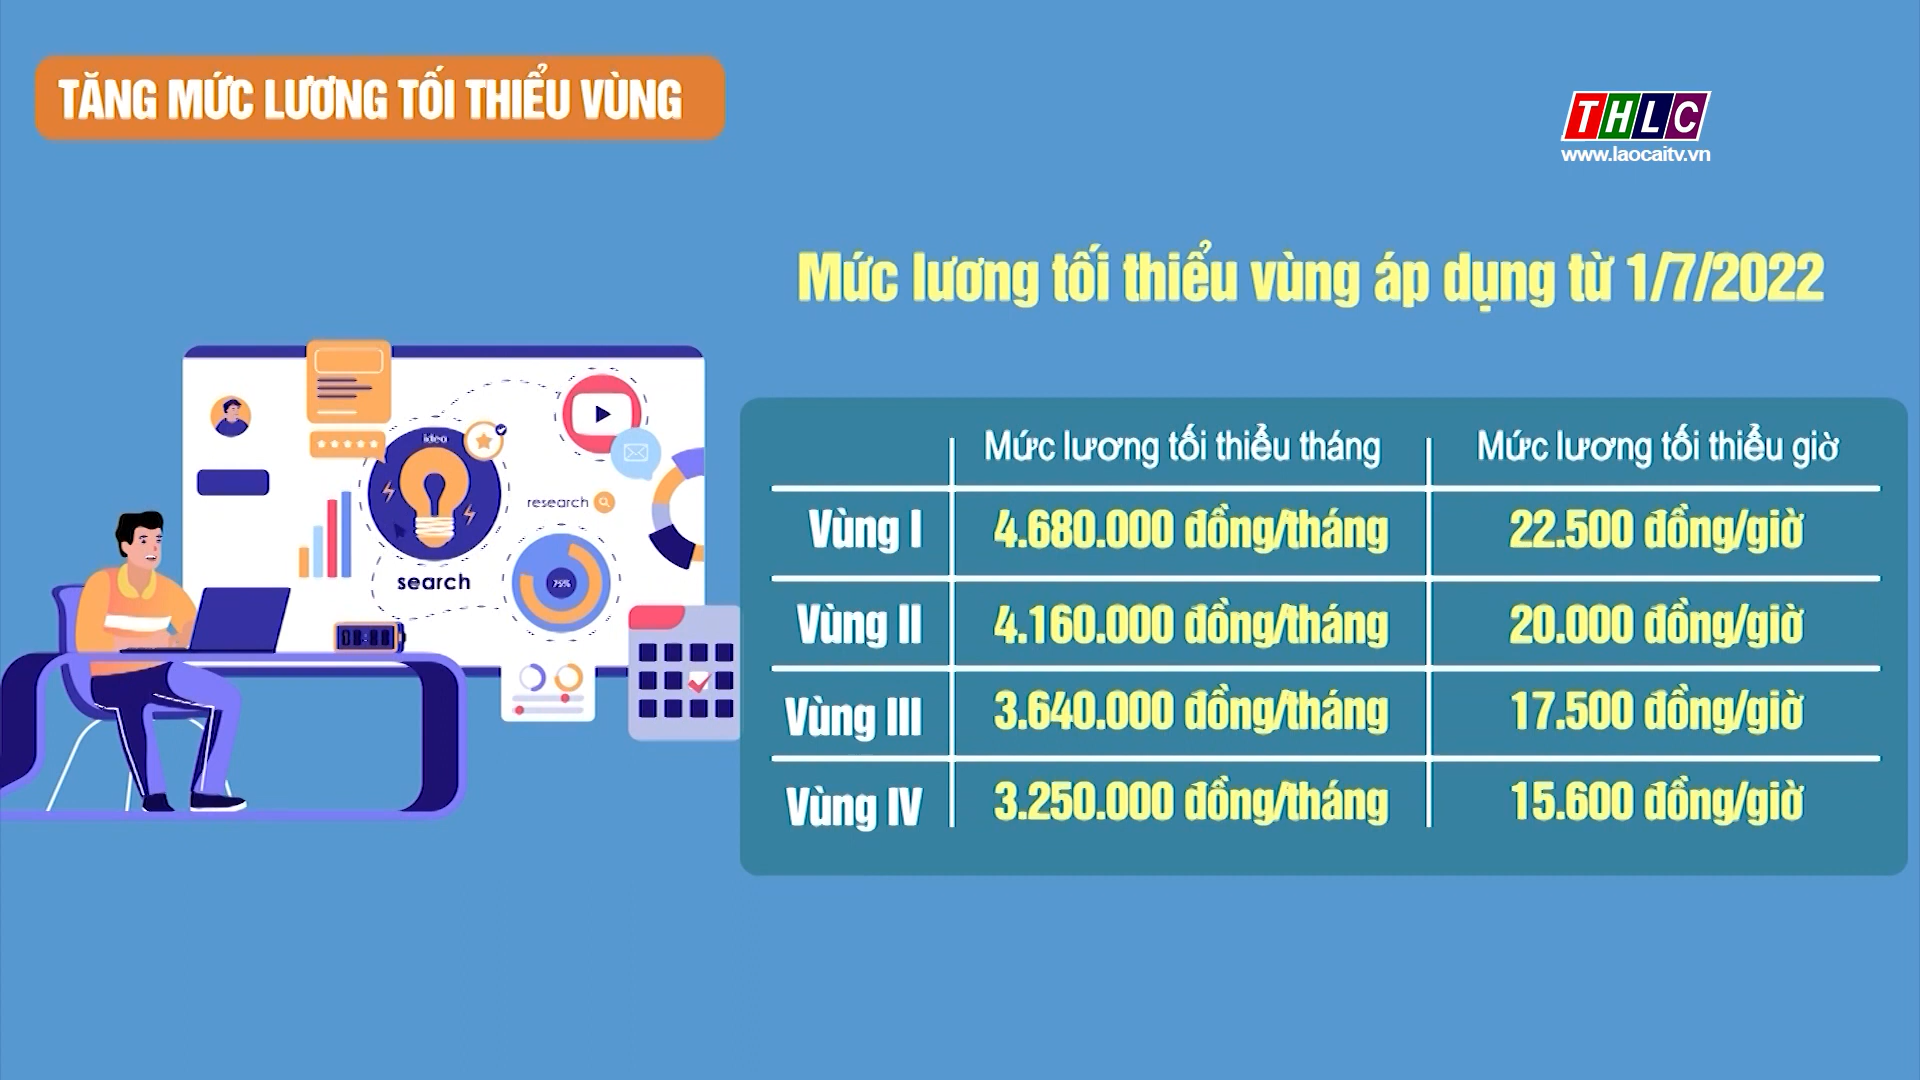 TĂNG MỨC LƯƠNG TỐI THIỂU VÙNG
THLC
www.laocaitv.vn
Mức lương tối thiểu vùng áp dụng từ 1/7/2022
Mức lương tối thiểu tháng Mức lương tối thiểu giờ
Vùng I 4.680.000 đồng/tháng 22.500 đồng/giờ
Vùng II 4.160.000 đồng/tháng 20.000 đồng/giờ
Vùng III 3.640.000 đồng/tháng 17.500 đồng/giờ
Vùng IV 3.250.000 đồng/tháng 15.600 đồng/giờ
research
search
75%